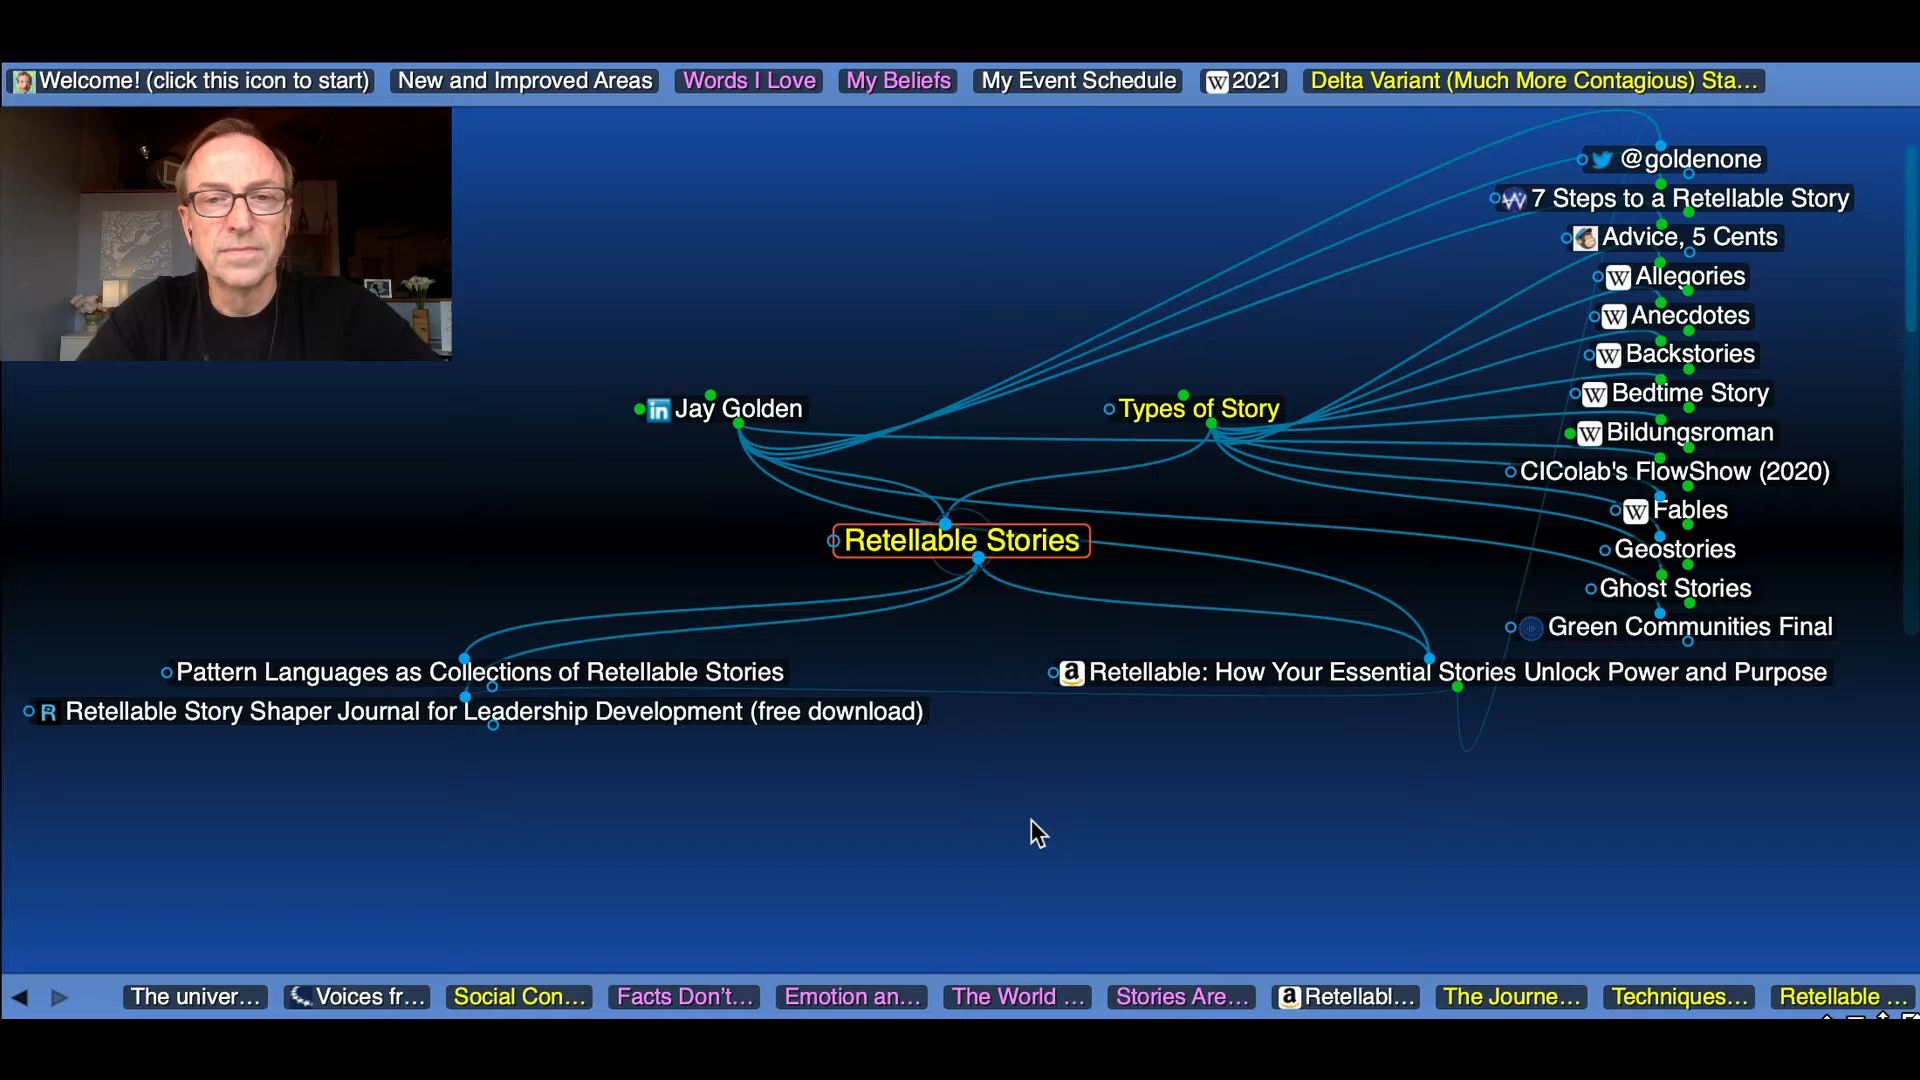 Welcome! (click this icon to start) New and Improved Areas Words I Love My Beliefs My Event Schedule W 2021 Delta Variant (Much More Contagious) Sta...
@goldenone
7 Steps to a Retellable Story
Advice, 5 Cents
W Allegories
W Anecdotes
W Backstories
W Bedtime Story
in Jay Golden
Types of Story
W Bildungsroman
CIColab's FlowShow (2020)
W Fables
Retellable Stories
Geostories
Ghost Stories
Green Communities Final
Pattern Languages as Collections of Retellable Stories
a Retellable: How Your Essential Stories Unlock Power and Purpose
R Retellable Story Shaper Journal for Leadership Development (free download)
The univer... Voices fr... Social Con... Facts Don't... Emotion an... The World ... Stories Are... a Retellabl... The Journe... Techniques... Retellable ...